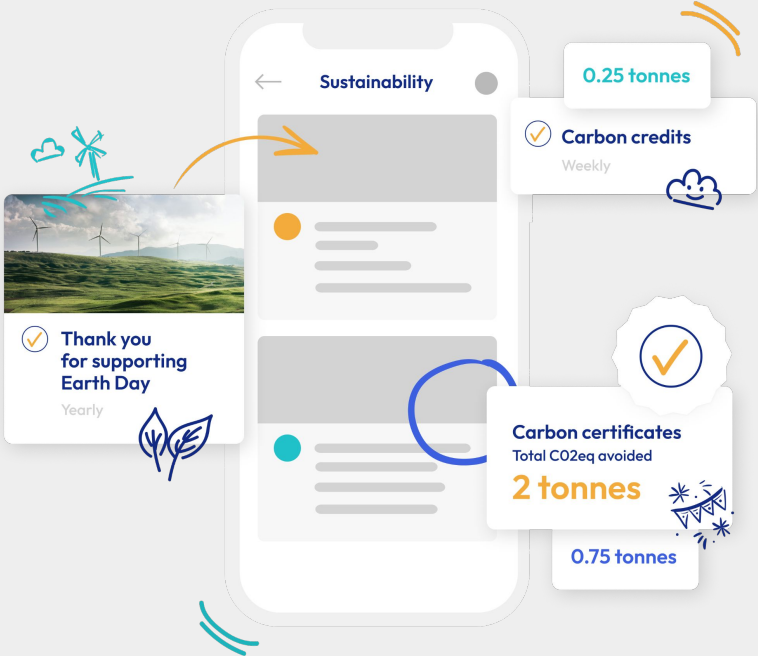 Sustainability
0.25 tonnes
Carbon credits
Weekly
Thank you
for supporting
Earth Day
Yearly
Carbon certificates
Total C02eq avoided
2 tonnes
0.75 tonnes